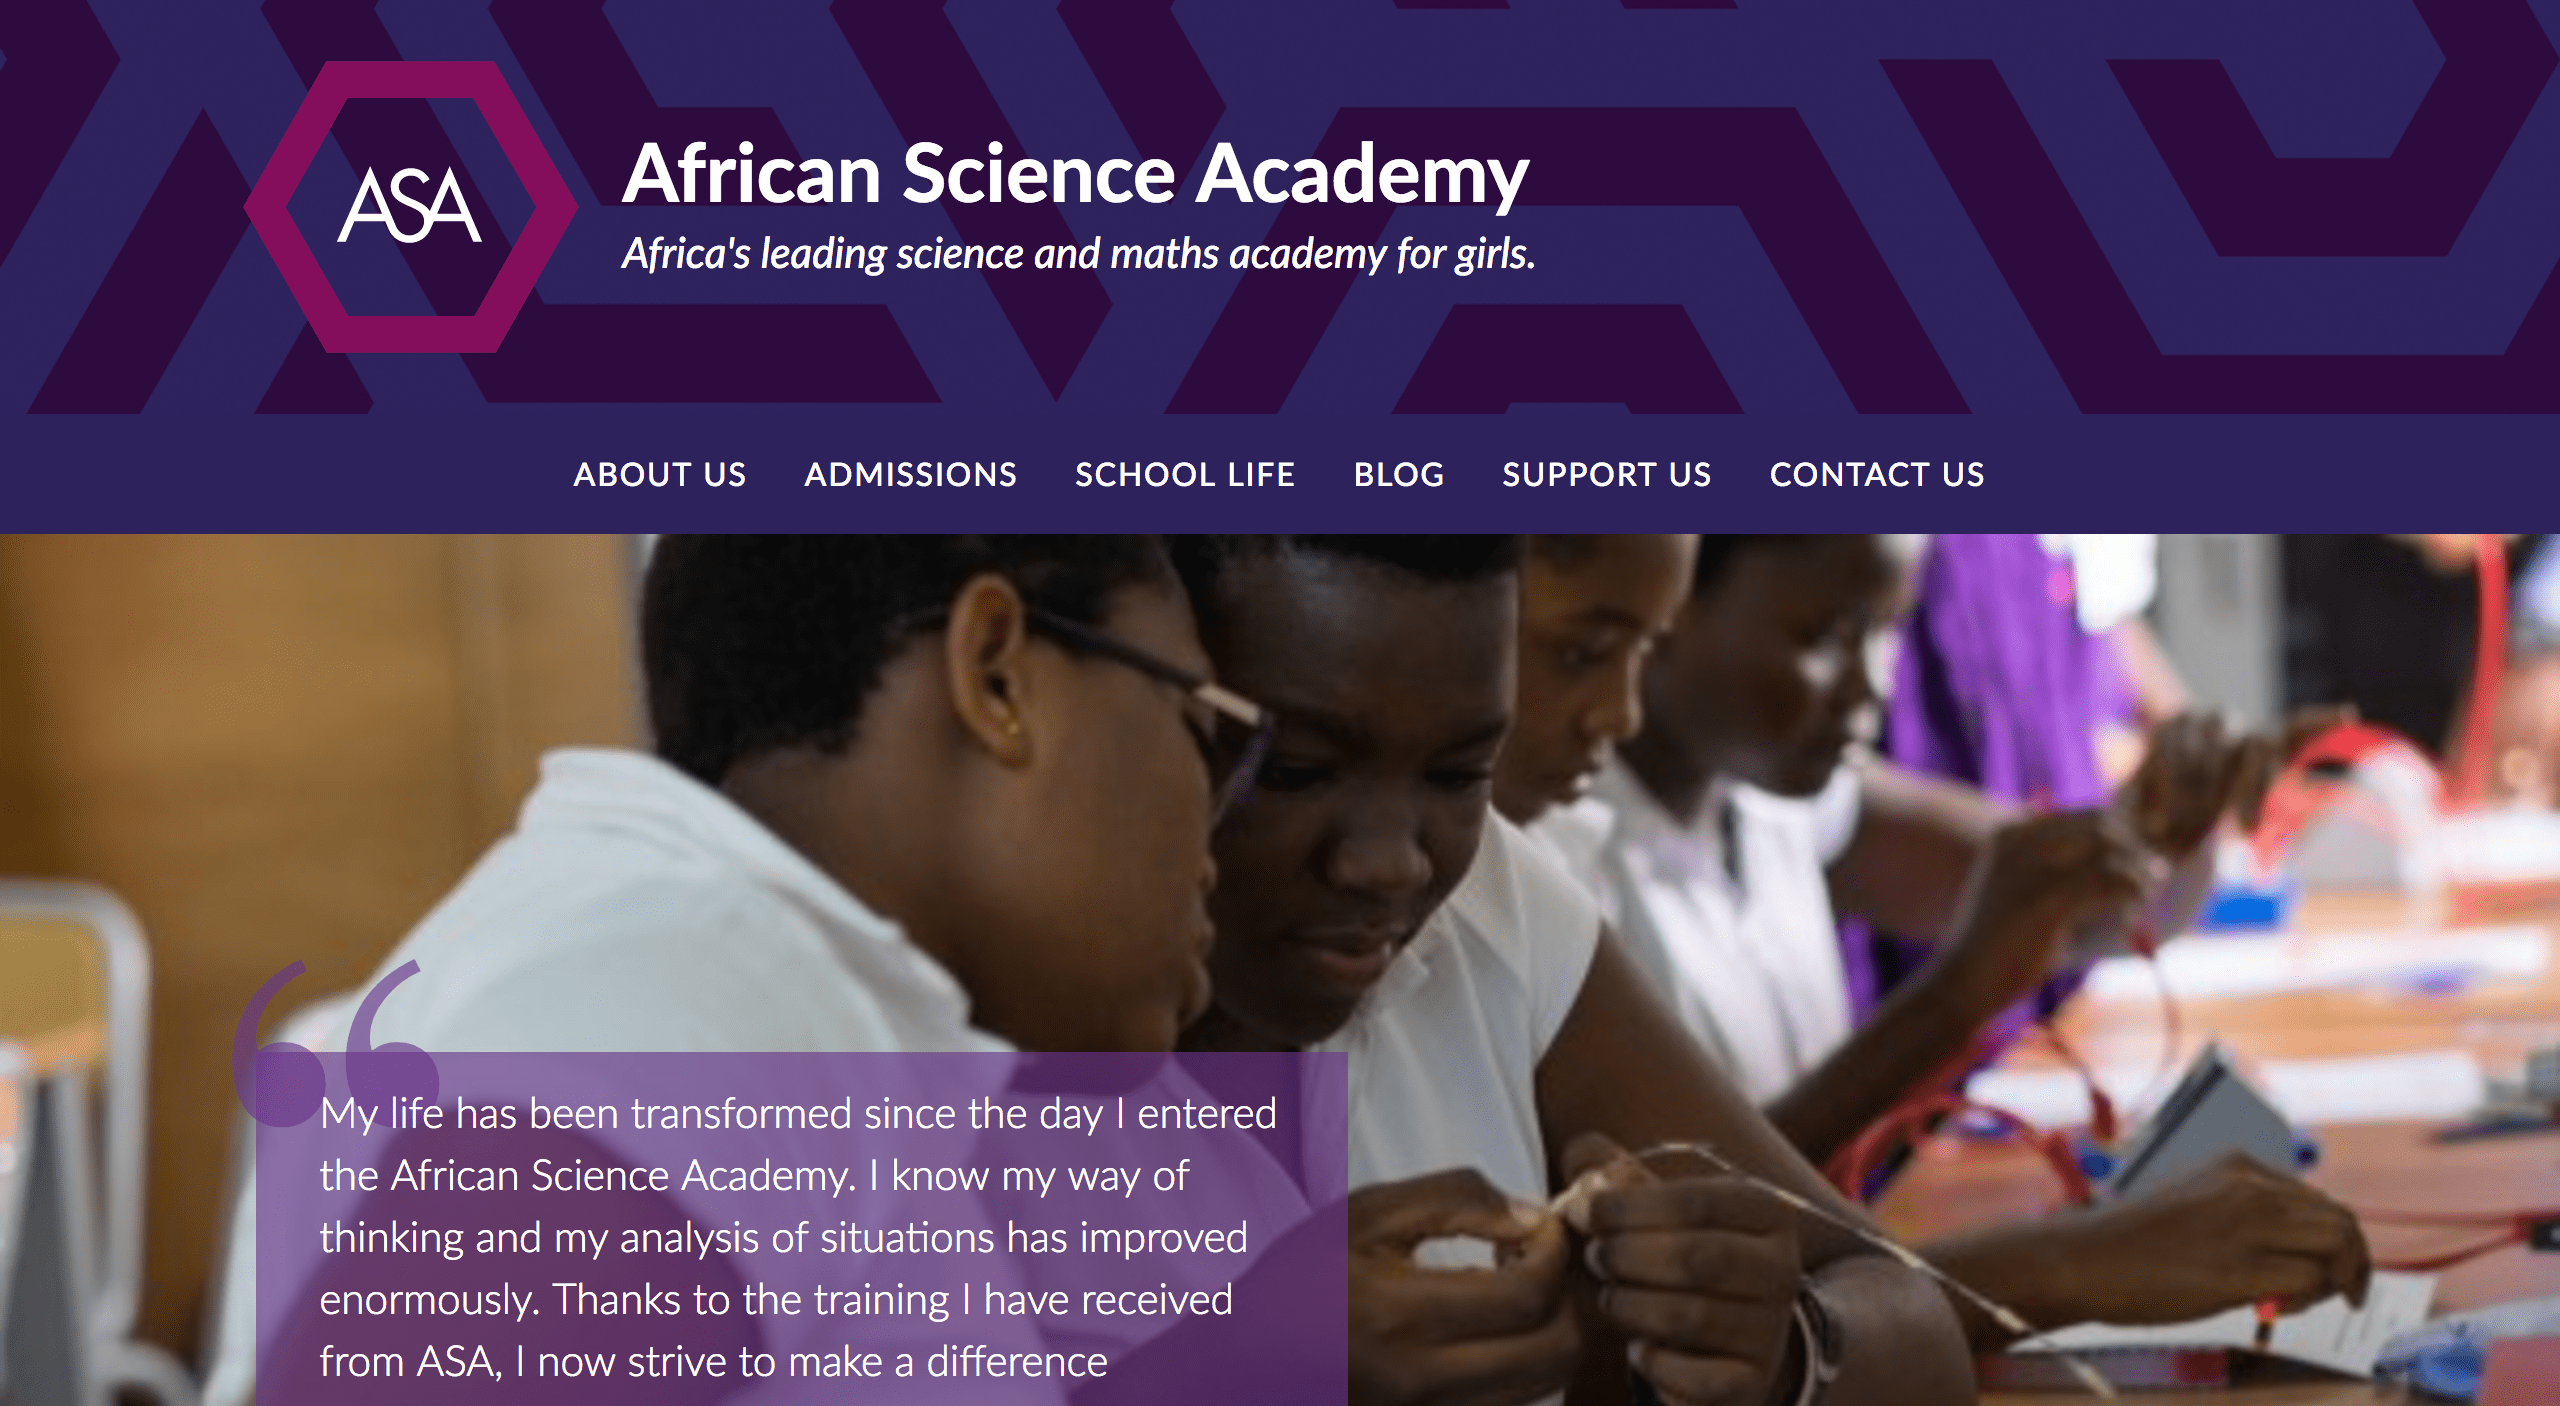 ASA
African Science Academy
Africa's leading science and maths academy for girls.
ABOUT US ADMISSIONS SCHOOL LIFE BLOG SUPPORT US CONTACT US
“
My life has been transformed since the day I entered
the African Science Academy. I know my way of
thinking and my analysis of situations has improved
enormously. Thanks to the training I have received
from ASA, I now strive to make a difference